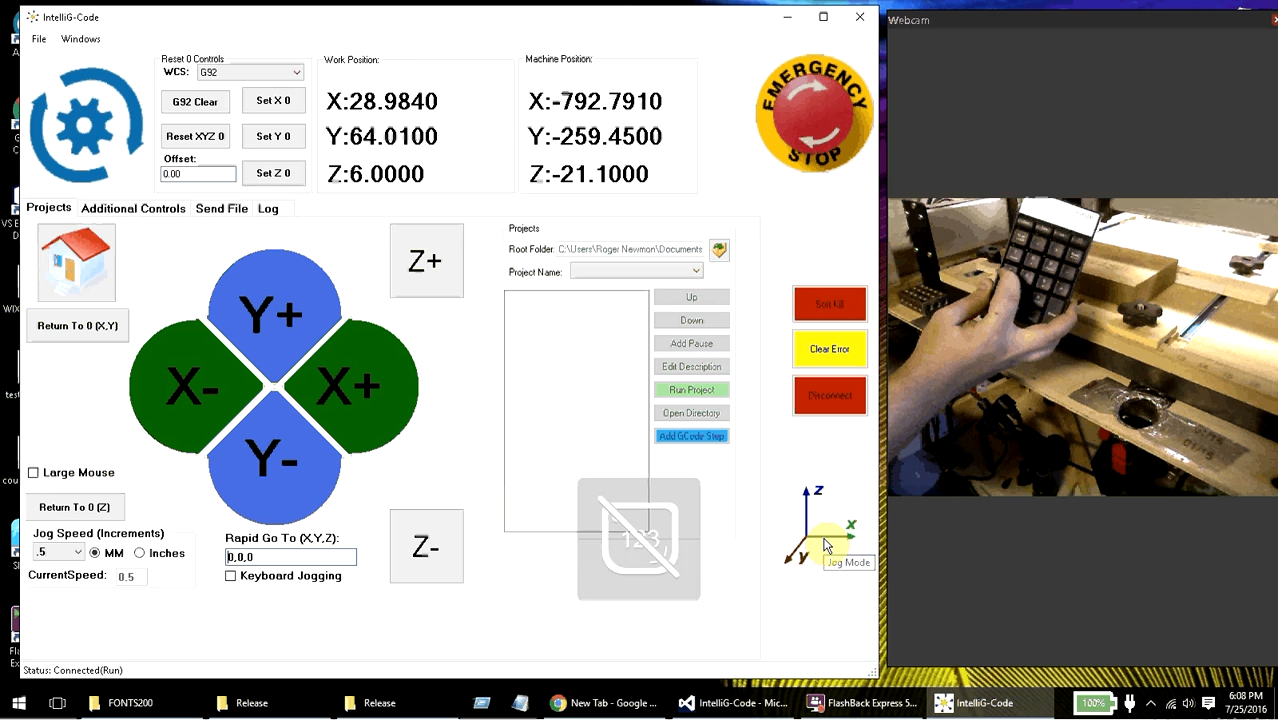 IntelliG-Code
Webcam
File Windows
Reset 0 Controls
WCS: G92
G92 Clear Set X 0
Reset XYZ 0 Set Y 0
Offset:
0.00 Set Z 0
Work Position:
X:28.9840
Y:64.0100
Z:6.0000
Machine Position:
X:-792.7910
Y:-259.4500
Z:-21.1000
EMERGENCY
STOP
Projects Additional Controls Send File Log
Return To 0 (X,Y)
Y+
X- X+
Y-
Z+
Z-
Large Mouse
Return To 0 (Z)
Jog Speed (Increments)
.5 MM Inches
CurrentSpeed: 0.5
Rapid Go To (X,Y,Z):
0,0,0
Keyboard Jogging
Projects
Root Folder: C:\Users\Roger Newmon\Documents
Project Name:
Up
Down
Add Pause
Edit Description
Run Project
Open Directory
Add GCode Step
123
Soft Kill
Clear Error
Disconnect
Z
X
Y
Jog Mode
Status: Connected(Run)
FONTS200 Release Release New Tab - Google ... IntelliG-Code - Mic... FlashBack Express 5... IntelliG-Code 100% 6:08 PM
7/25/2016